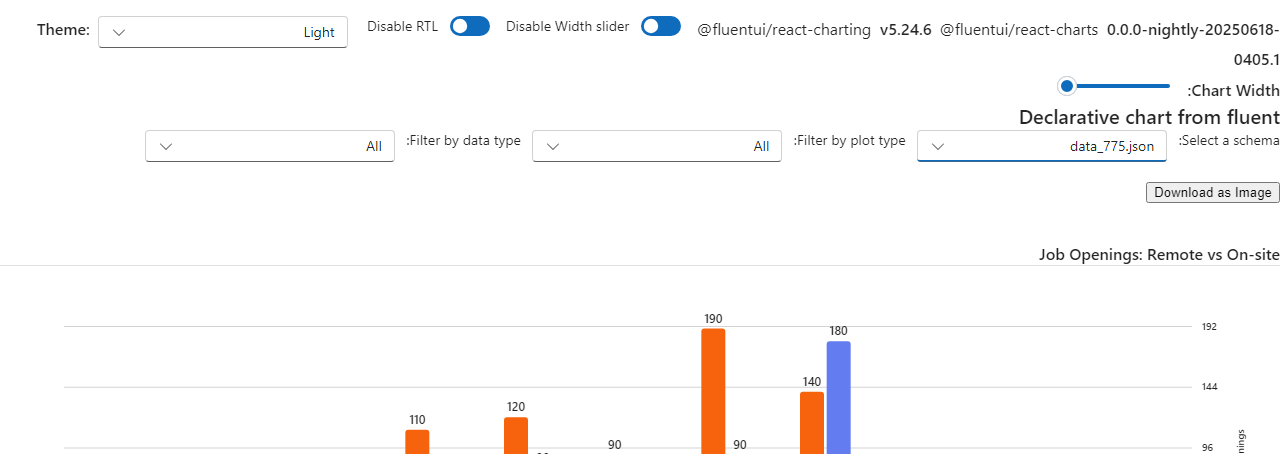 Theme: Light Disable RTL Disable Width slider @fluentui/react-charting v5.24.6 @fluentui/react-charts 0.0.0-nightly-20250618-
0405.1
:Chart Width
Declarative chart from fluent
:Select a schema data_775.json :Filter by plot type All :Filter by data type All
Download as Image
Job Openings: Remote vs On-site
190
180
192
140
144
120
110
90
90
96